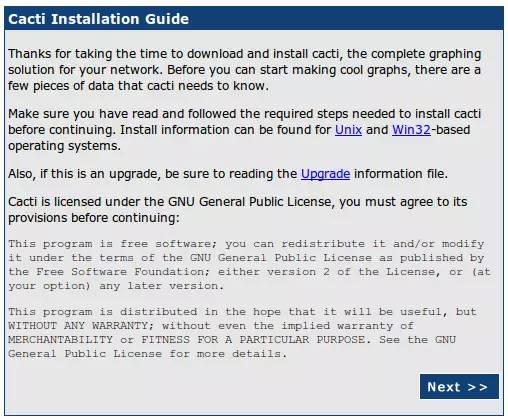 Cacti Installation Guide
Thanks for taking the time to download and install cacti, the complete graphing
solution for your network. Before you can start making cool graphs, there are a
few pieces of data that cacti needs to know.
Make sure you have read and followed the required steps needed to install cacti
before continuing. Install information can be found for Unix and Win32-based
operating systems.
Also, if this is an upgrade, be sure to reading the Upgrade information file.
Cacti is licensed under the GNU General Public License, you must agree to its
provisions before continuing:
This program is free software; you can redistribute it and/or modify
it under the terms of the GNU General Public License as published by
the Free Software Foundation; either version 2 of the License, or (at
your option) any later version.
This program is distributed in the hope that it will be useful, but
WITHOUT ANY WARRANTY; without even the implied warranty of
MERCHANTABILITY or FITNESS FOR A PARTICULAR PURPOSE. See the GNU
General Public License for more details.
Next >>